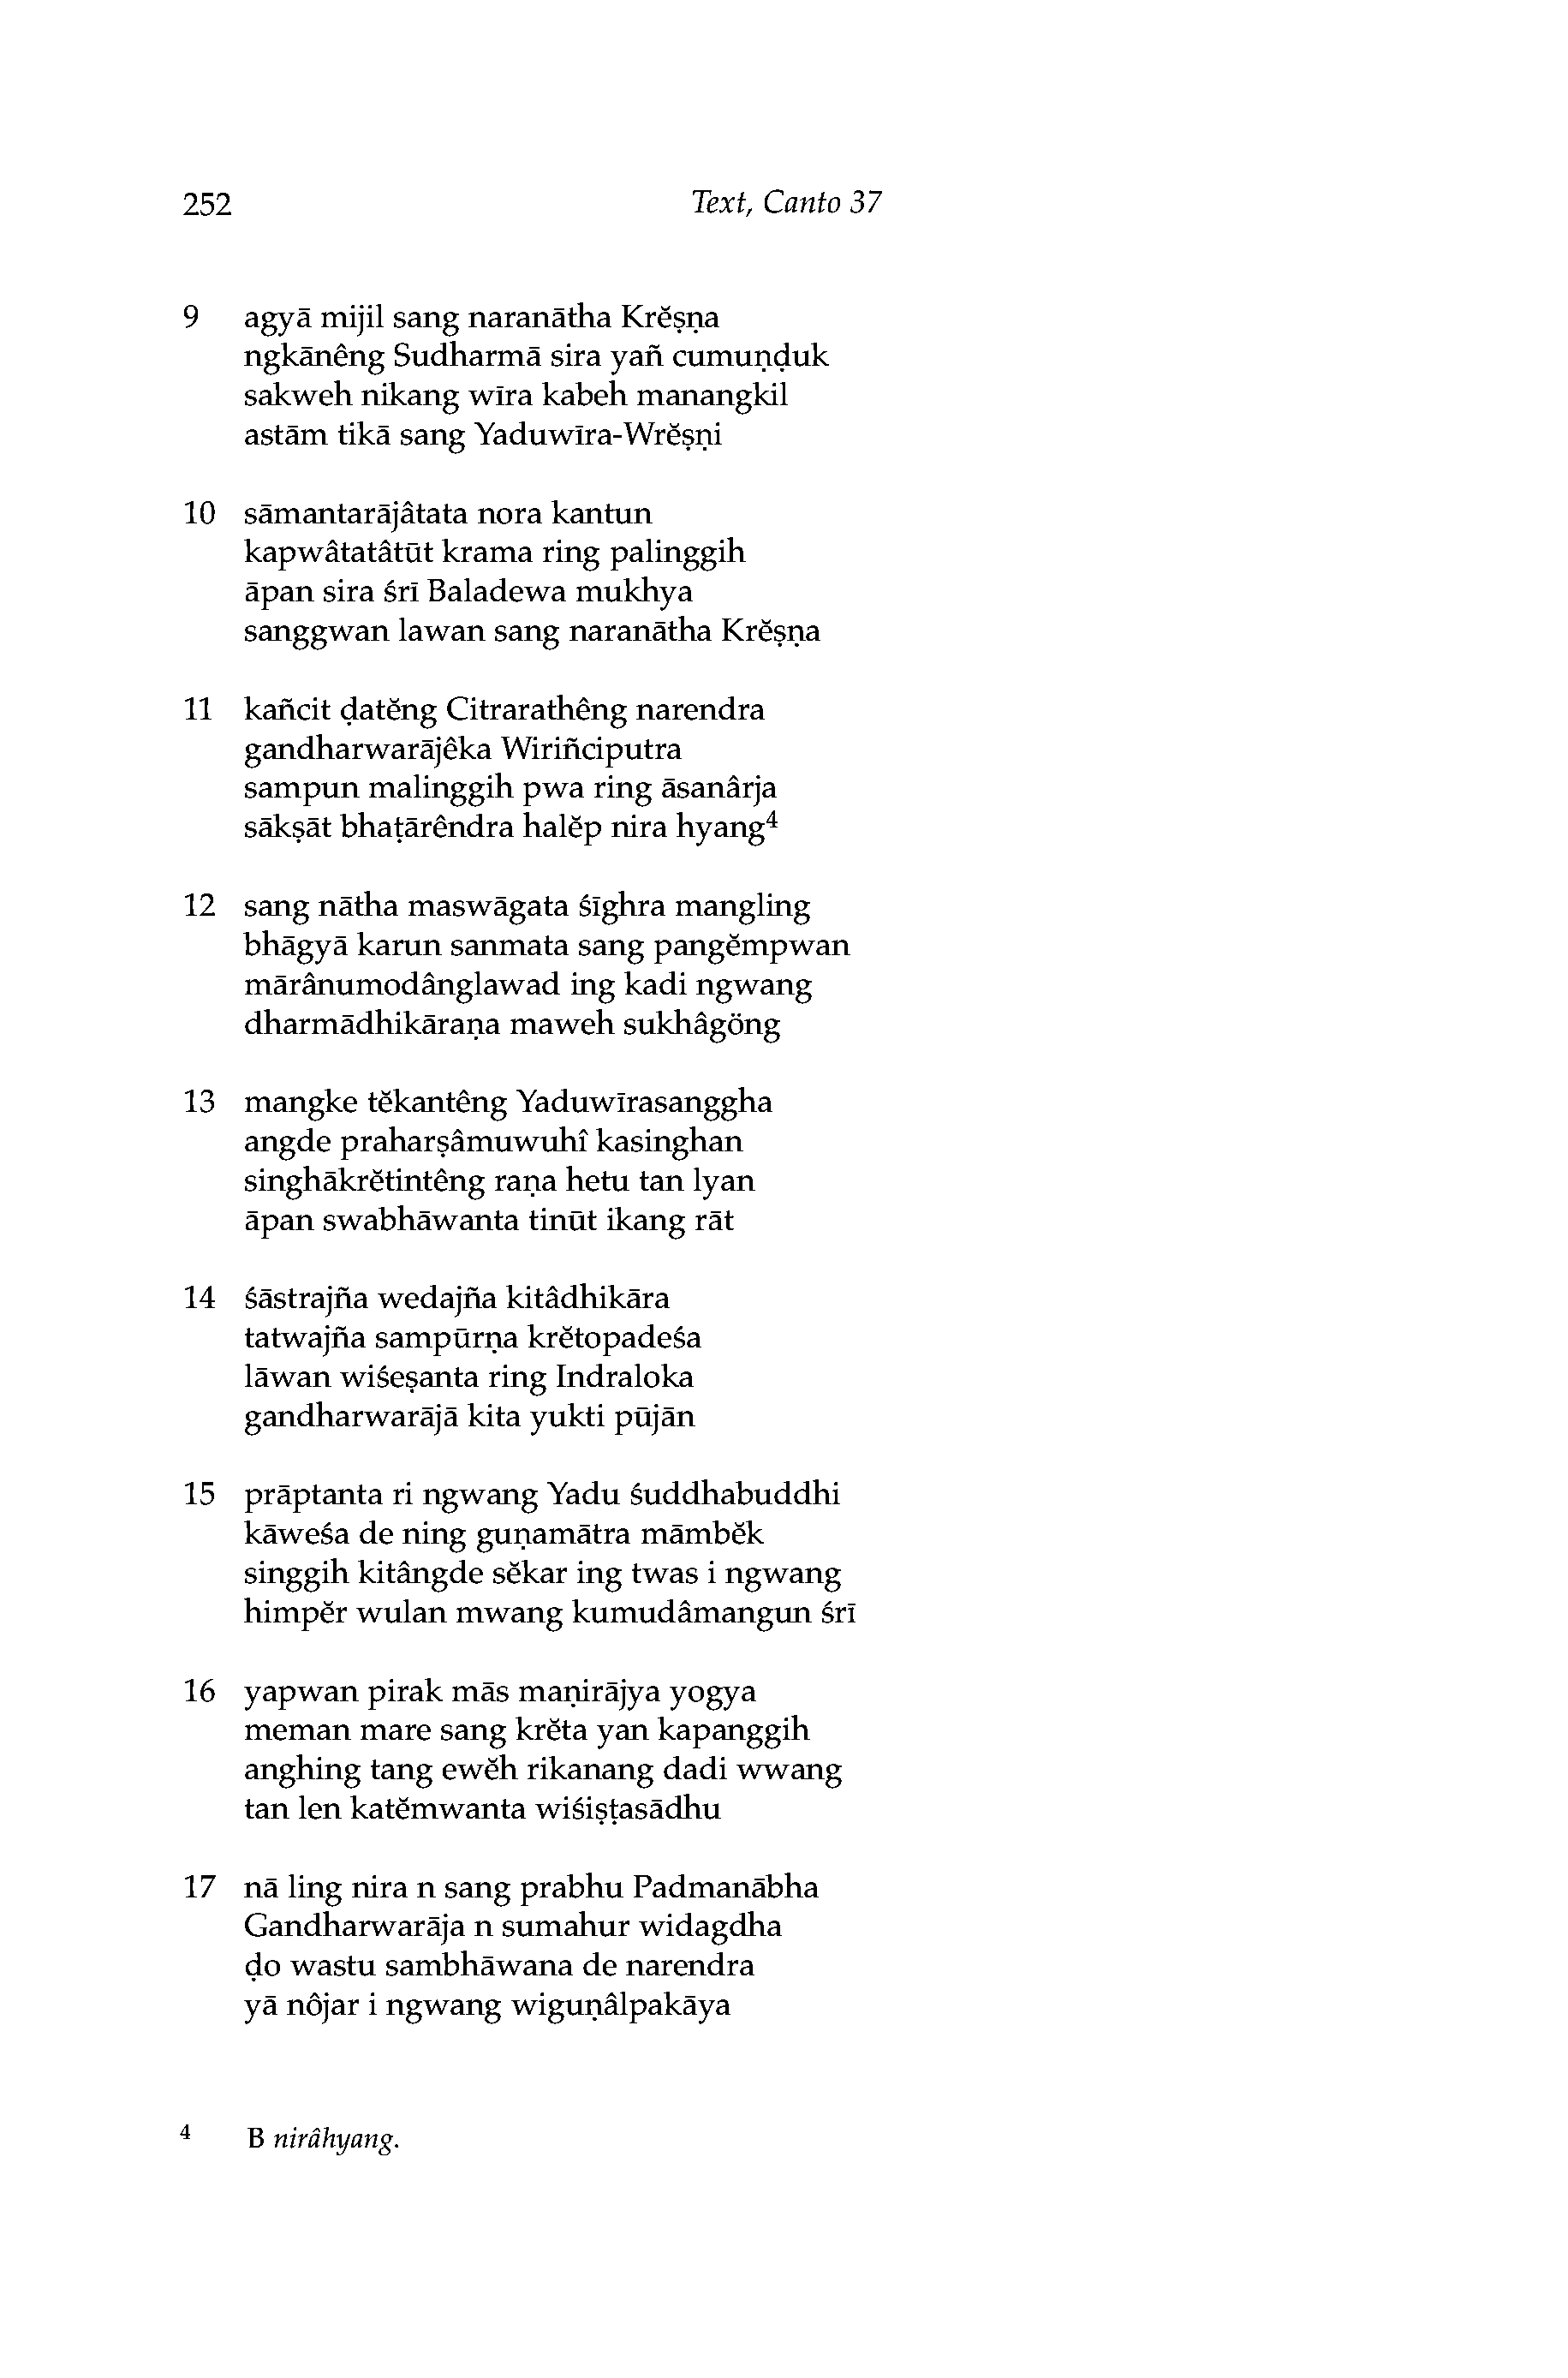 252 Text, Canto 37
9 agyā mijil sang naranātha Krĕṣṇa
ngkānêng Sudharmā sira yañ cumuṇḍuk
sakweh nikang wīra kabeh manangkil
astām tikā sang Yaduwīra-Wrĕṣṇi
10 sāmantarājâtata nora kantun
kapwâtatâtūt krama ring palinggih
āpan sira śrī Baladewa mukhya
sanggwan lawan sang naranātha Krĕṣṇa
11 kañcit ḍatĕng Citrarathêng narendra
gandharwarājêka Wiriñciputra
sampun malinggih pwa ring āsanârja
sākṣāt bhaṭārêndra halĕp nira hyang⁴
12 sang nātha maswāgata śīghra mangling
bhāgyā karun sanmata sang pangĕmpwan
mārânumodânglawad ing kadi ngwang
dharmādhikāraṇa maweh sukhâgöng
13 mangke tĕkantêng Yaduwīrasanggha
angde praharṣâmuwuhî kasinghan
singhākrĕtintêng raṇa hetu tan lyan
āpan swabhāwanta tinūt ikang rāt
14 śāstrajña wedajña kitâdhikāra
tatwajña sampūrṇa krĕtopadeśa
lāwan wiśeṣanta ring Indraloka
gandharwarājā kita yukti pūjān
15 prāptanta ri ngwang Yadu śuddhabuddhi
kāweśa de ning guṇamātra māmbĕk
singgih kitângde sĕkar ing twas i ngwang
himpĕr wulan mwang kumudâmangun śrī
16 yapwan pirak mās maṇirājya yogya
meman mare sang krĕta yan kapanggih
anghing tang ewĕh rikanang dadi wwang
tan len katĕmwanta wiśiṣṭasādhu
17 nā ling nira n sang prabhu Padmanābha
Gandharwarāja n sumahur widagdha
ḍo wastu sambhāwana de narendra
yā nôjar i ngwang wiguṇâlpakāya
⁴ B nirâhyang.